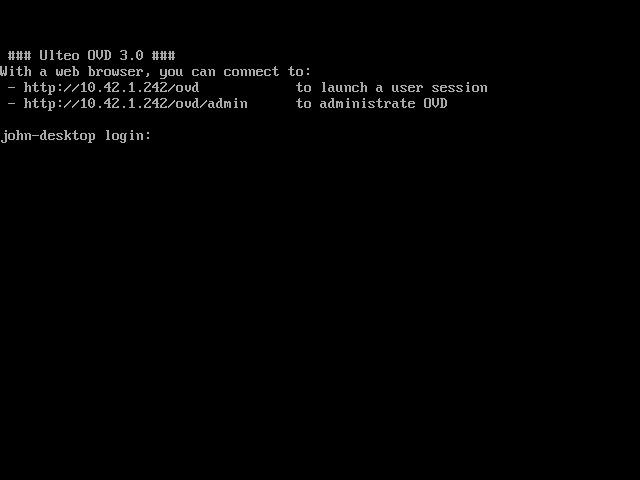 ### Ulteo OVD 3.0 ###
With a web browser, you can connect to:
- http://10.42.1.242/ovd to launch a user session
- http://10.42.1.242/ovd/admin to administrate OVD
john-desktop login: